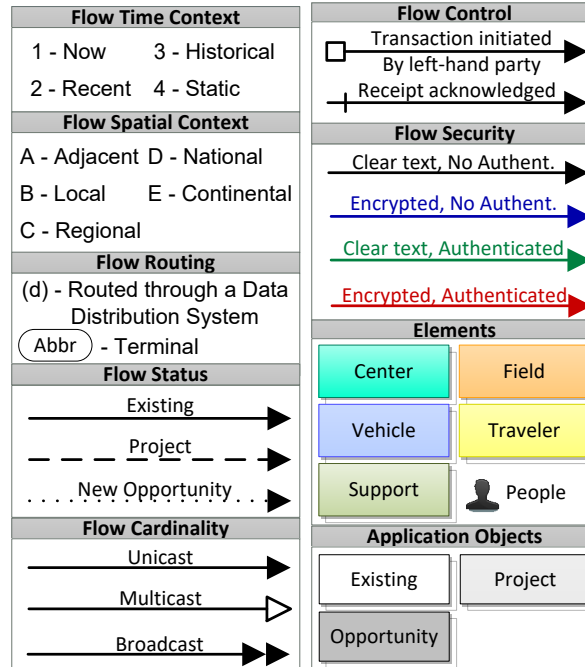 Flow Time Context
1 - Now 3 - Historical
2 - Recent 4 - Static
Flow Spatial Context
A - Adjacent D - National
B - Local E - Continental
C - Regional
Flow Routing
(d) - Routed through a Data
Distribution System
Abbr - Terminal
Flow Status
Existing
Project
New Opportunity
Flow Cardinality
Unicast
Multicast
Broadcast
Flow Control
Transaction initiated
By left-hand party
Receipt acknowledged
Flow Security
Clear text, No Authent.
Encrypted, No Authent.
Clear text, Authenticated
Encrypted, Authenticated
Elements
Center Field
Vehicle Traveler
Support People
Application Objects
Existing Project
Opportunity